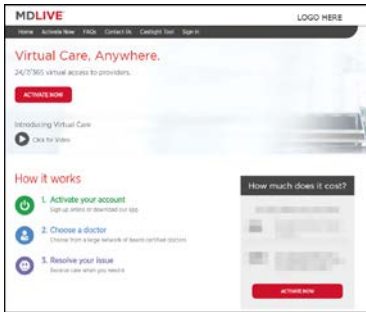 MDLIVE
LOGO HERE
Home Activate Now FAQs Contact Us Castlight Tool Sign In
Virtual Care, Anywhere.
24/7/365 virtual access to providers.
ACTIVATE NOW
Introducing Virtual Care
Click for Video
How it works
1. Activate your account
Sign up online or download our app
2. Choose a doctor
Choose from a large network of board certified doctors
3. Resolve your issue
Receive care when you need it
How much does it cost?
ACTIVATE NOW